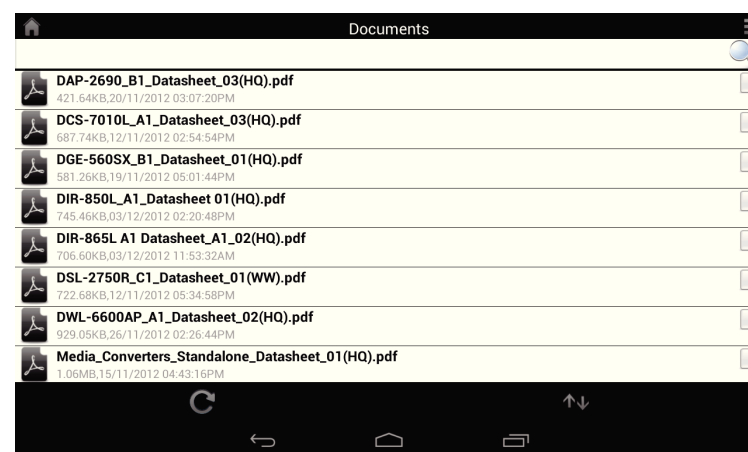 Documents
DAP-2690_B1_Datasheet_03(HQ).pdf
421.64KB,20/11/2012 03:07:20PM
DCS-7010L_A1_Datasheet_03(HQ).pdf
687.74KB,12/11/2012 02:54:54PM
DGE-560SX_B1_Datasheet_01(HQ).pdf
581.26KB,19/11/2012 05:01:44PM
DIR-850L_A1_Datasheet 01(HQ).pdf
745.46KB,03/12/2012 02:20:48PM
DIR-865L A1 Datasheet_A1_02(HQ).pdf
706.60KB,03/12/2012 11:53:32AM
DSL-2750R_C1_Datasheet_01(WW).pdf
722.68KB,12/11/2012 05:34:58PM
DWL-6600AP_A1_Datasheet_02(HQ).pdf
929.05KB,26/11/2012 02:26:44PM
Media_Converters_Standalone_Datasheet_01(HQ).pdf
1.06MB,15/11/2012 04:43:16PM